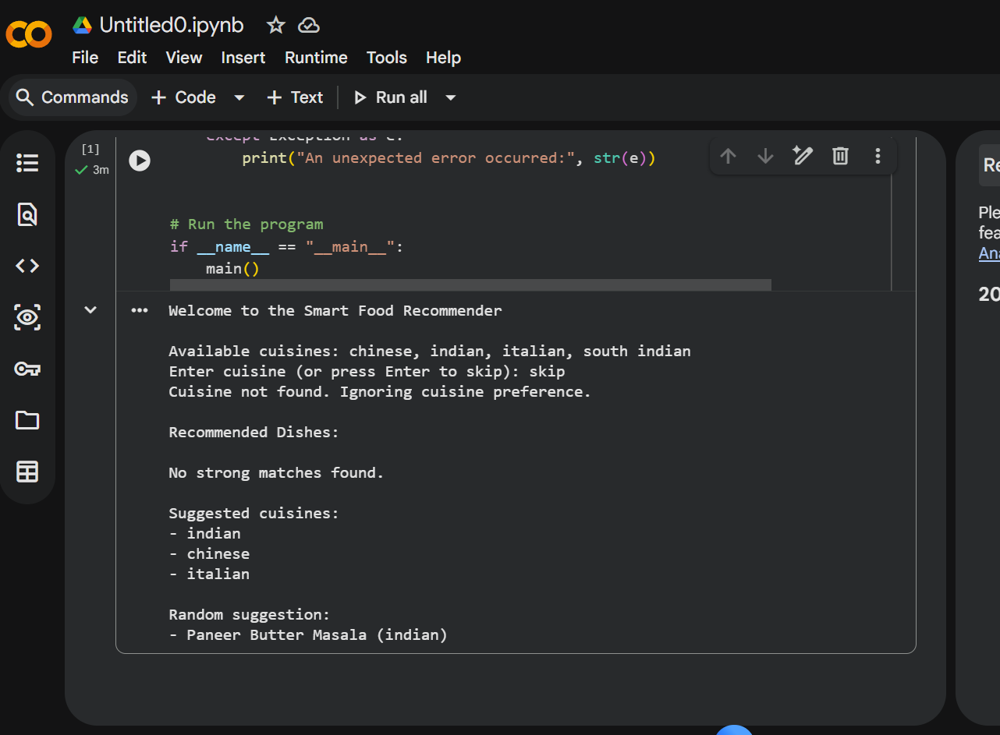 Untitled0.ipynb
File Edit View Insert Runtime Tools Help
Commands + Code + Text Run all
[1]
3m
except Exception as e:
print("An unexpected error occurred:", str(e))
# Run the program
if __name__ == "__main__":
main()
Welcome to the Smart Food Recommender
Available cuisines: chinese, indian, italian, south indian
Enter cuisine (or press Enter to skip): skip
Cuisine not found. Ignoring cuisine preference.
Recommended Dishes:
No strong matches found.
Suggested cuisines:
- indian
- chinese
- italian
Random suggestion:
- Paneer Butter Masala (indian)
Re
Ple
fea
Ana
20